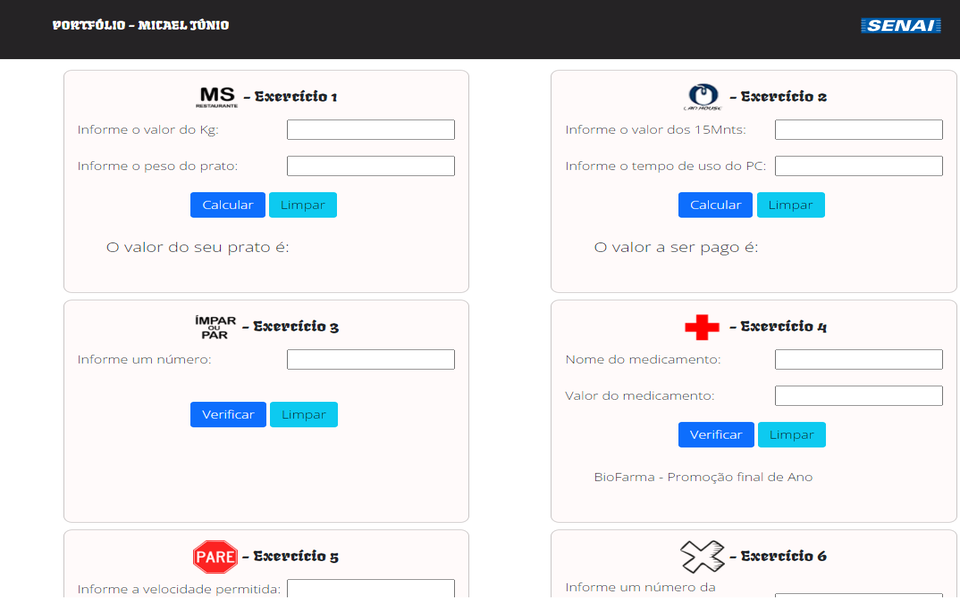 PORTFÓLIO - MICAEL JÚNIO
SENAI
MS
RESTAURANTE
- Exercício 1
Informe o valor do Kg:
Informe o peso do prato:
Calcular
Limpar
O valor do seu prato é:
LAN HOUSE
- Exercício 2
Informe o valor dos 15Mnts:
Informe o tempo de uso do PC:
Calcular
Limpar
O valor a ser pago é:
ÍMPAR
OU
PAR
- Exercício 3
Informe um número:
Verificar
Limpar
- Exercício 4
Nome do medicamento:
Valor do medicamento:
Verificar
Limpar
BioFarma - Promoção final de Ano
PARE
- Exercício 5
Informe a velocidade permitida:
- Exercício 6
Informe um número da